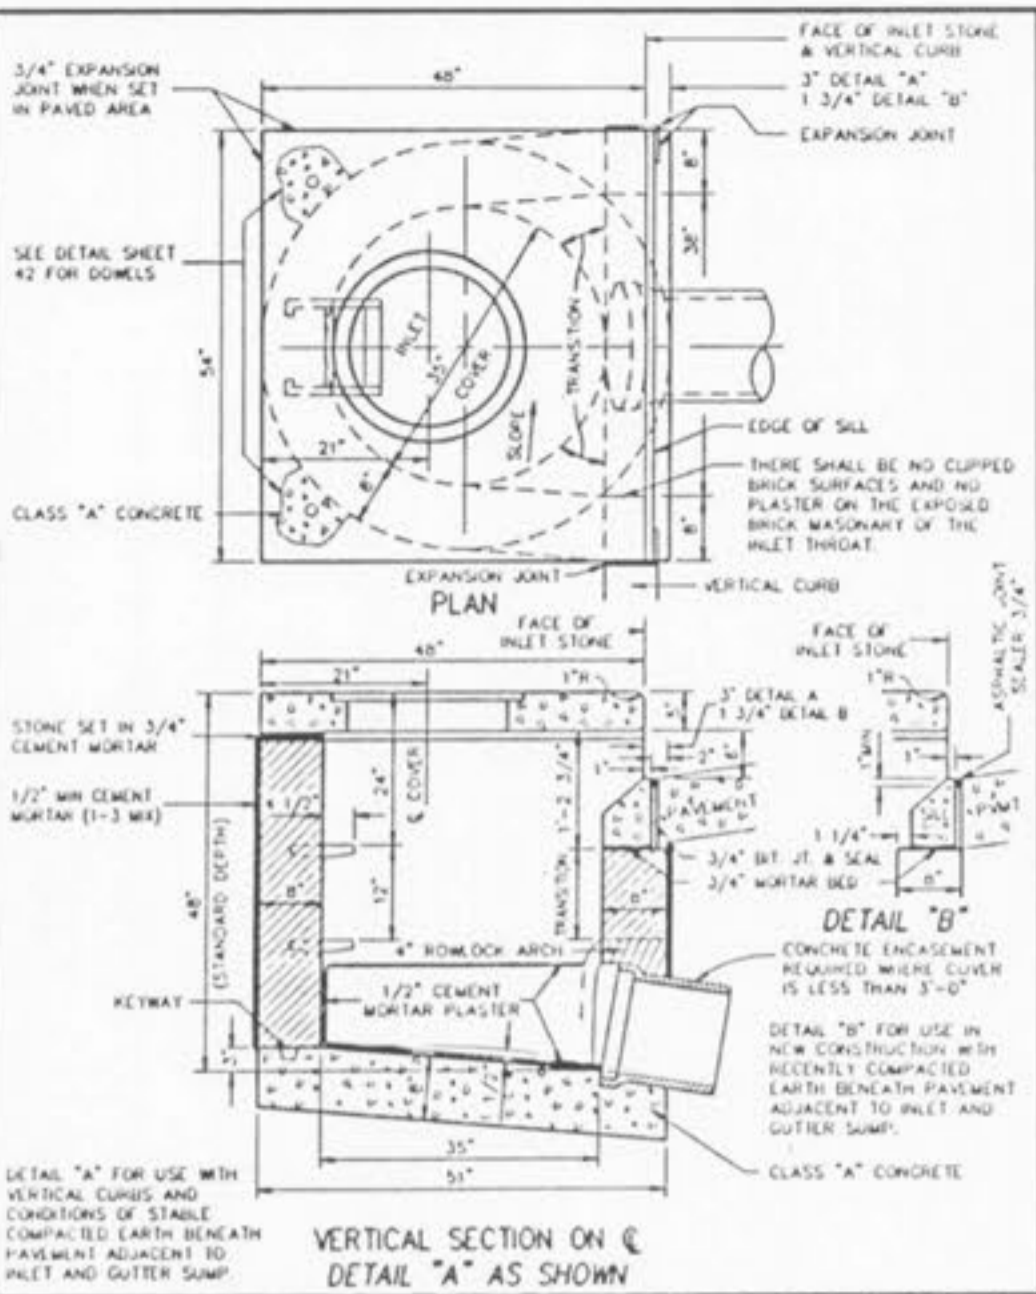 3/4" EXPANSION
JOINT WHEN SET
IN PAVED AREA
48"
FACE OF INLET STONE
& VERTICAL CURB
3" DETAIL "A"
1 3/4" DETAIL "B"
EXPANSION JOINT
8"
38"
SEE DETAIL SHEET
42 FOR DOWELS
54"
INLET
COVER
35"
TRANSITION
SLOPE
21"
8"
EDGE OF SILL
THERE SHALL BE NO CLIPPED
BRICK SURFACES AND NO
PLASTER ON THE EXPOSED
BRICK MASONARY OF THE
INLET THROAT.
CLASS "A" CONCRETE
8"
EXPANSION JOINT
VERTICAL CURB
PLAN
FACE OF
INLET STONE
48"
21"
1"R
3" DETAIL A
1 3/4" DETAIL B
STONE SET IN 3/4"
CEMENT MORTAR
1/2" MIN CEMENT
MORTAR (1-3 MIX)
1/2"
24"
℄ COVER
1'-2 3/4"
1"
2"
6"
PAVEMENT
3/4" BIT. JT. & SEAL
3/4" MORTAR BED
48"
(STANDARD DEPTH)
8"
12"
TRANSITION
8"
4" ROWLOCK ARCH
1/2" CEMENT
MORTAR PLASTER
KEYWAY
1/2"
35"
51"
CLASS "A" CONCRETE
FACE OF
INLET STONE
ASPHALTIC JOINT
SEALER 3/4"
1"R
1"MIN
1"
PVMT
1 1/4"
8"
DETAIL "B"
CONCRETE ENCASEMENT
REQUIRED WHERE COVER
IS LESS THAN 3'-0"
DETAIL "B" FOR USE IN
NEW CONSTRUCTION WITH
RECENTLY COMPACTED
EARTH BENEATH PAVEMENT
ADJACENT TO INLET AND
GUTTER SUMP.
DETAIL "A" FOR USE WITH
VERTICAL CURBS AND
CONDITIONS OF STABLE
COMPACTED EARTH BENEATH
PAVEMENT ADJACENT TO
INLET AND GUTTER SUMP.
VERTICAL SECTION ON ℄
DETAIL "A" AS SHOWN